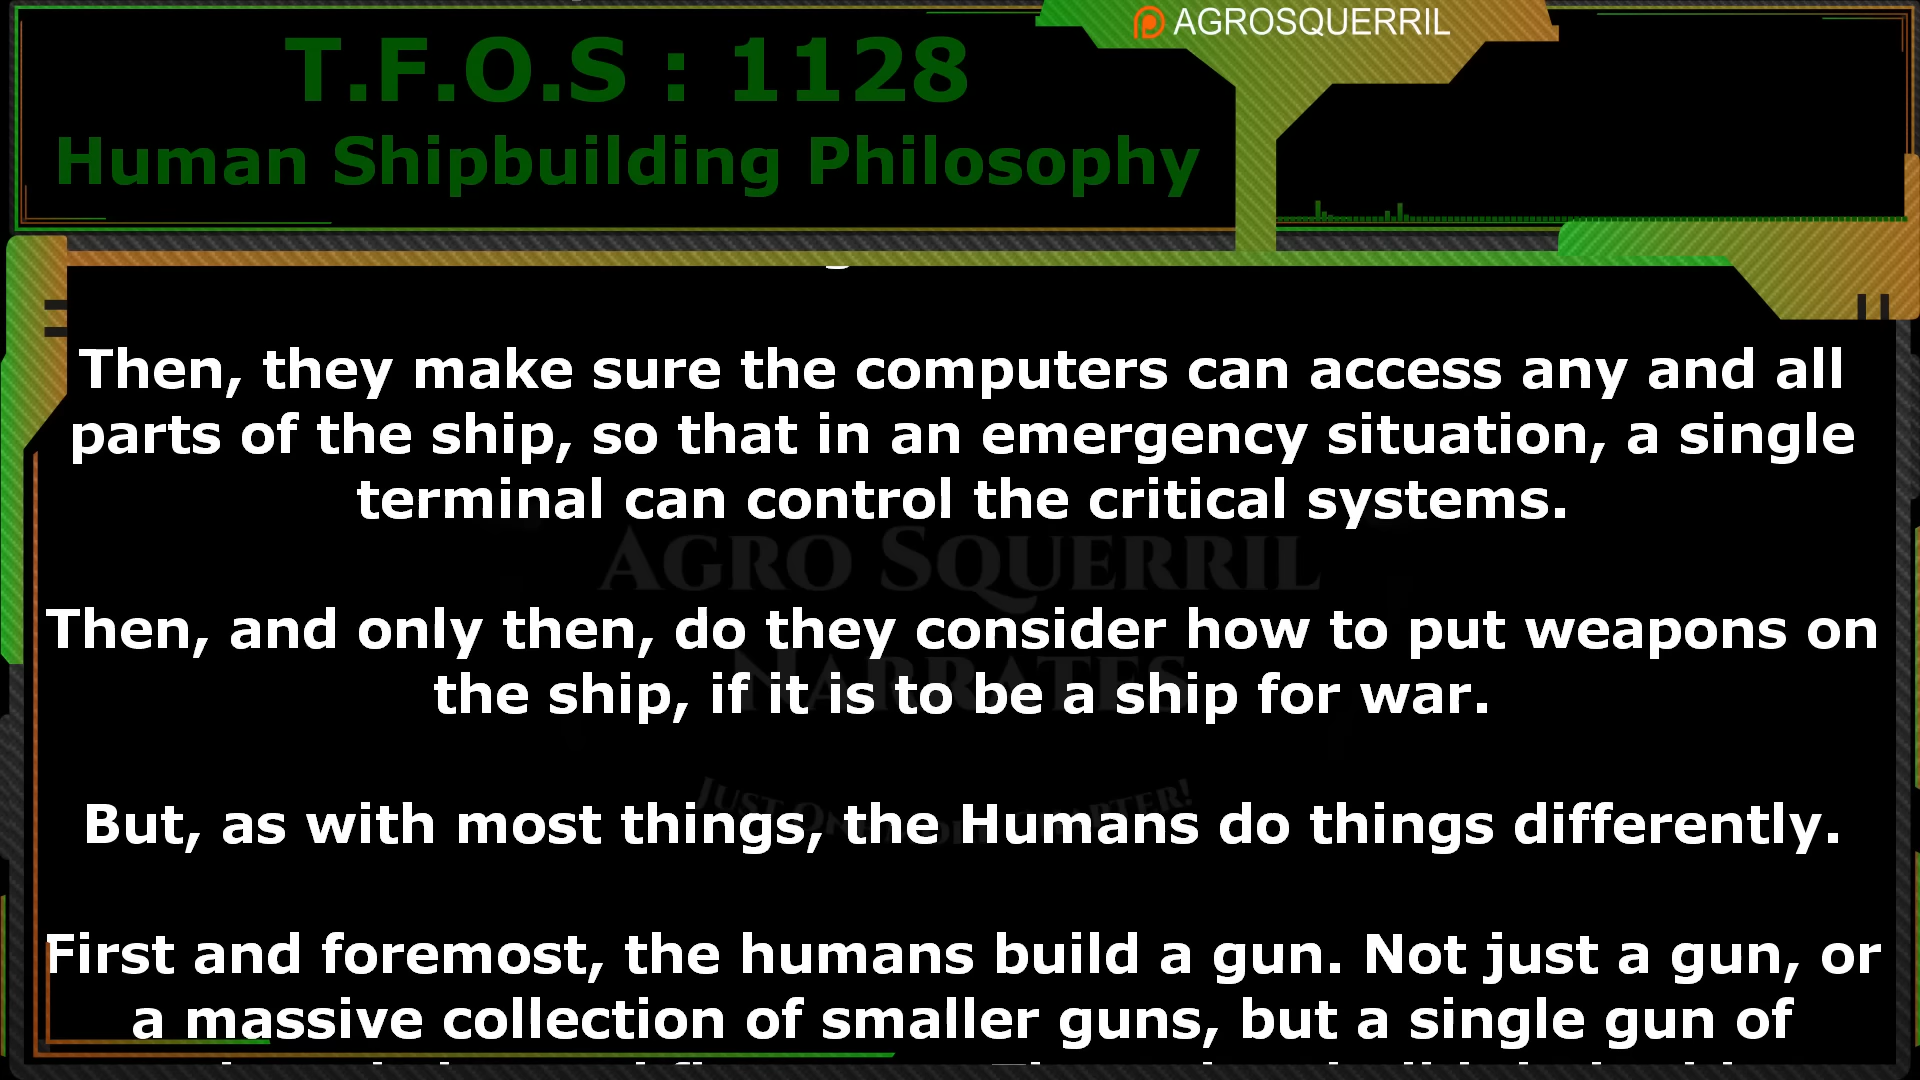 AGROSQUERRIL
T.F.O.S : 1128
Human Shipbuilding Philosophy
Then, they make sure the computers can access any and all
parts of the ship, so that in an emergency situation, a single
terminal can control the critical systems.
AGRO SQUERRIL
Then, and only then, do they consider how to put weapons on
NARRATES
the ship, if it is to be a ship for war.
But, as with most things, the Humans do things differently.
First and foremost, the humans build a gun. Not just a gun, or
a massive collection of smaller guns, but a single gun of